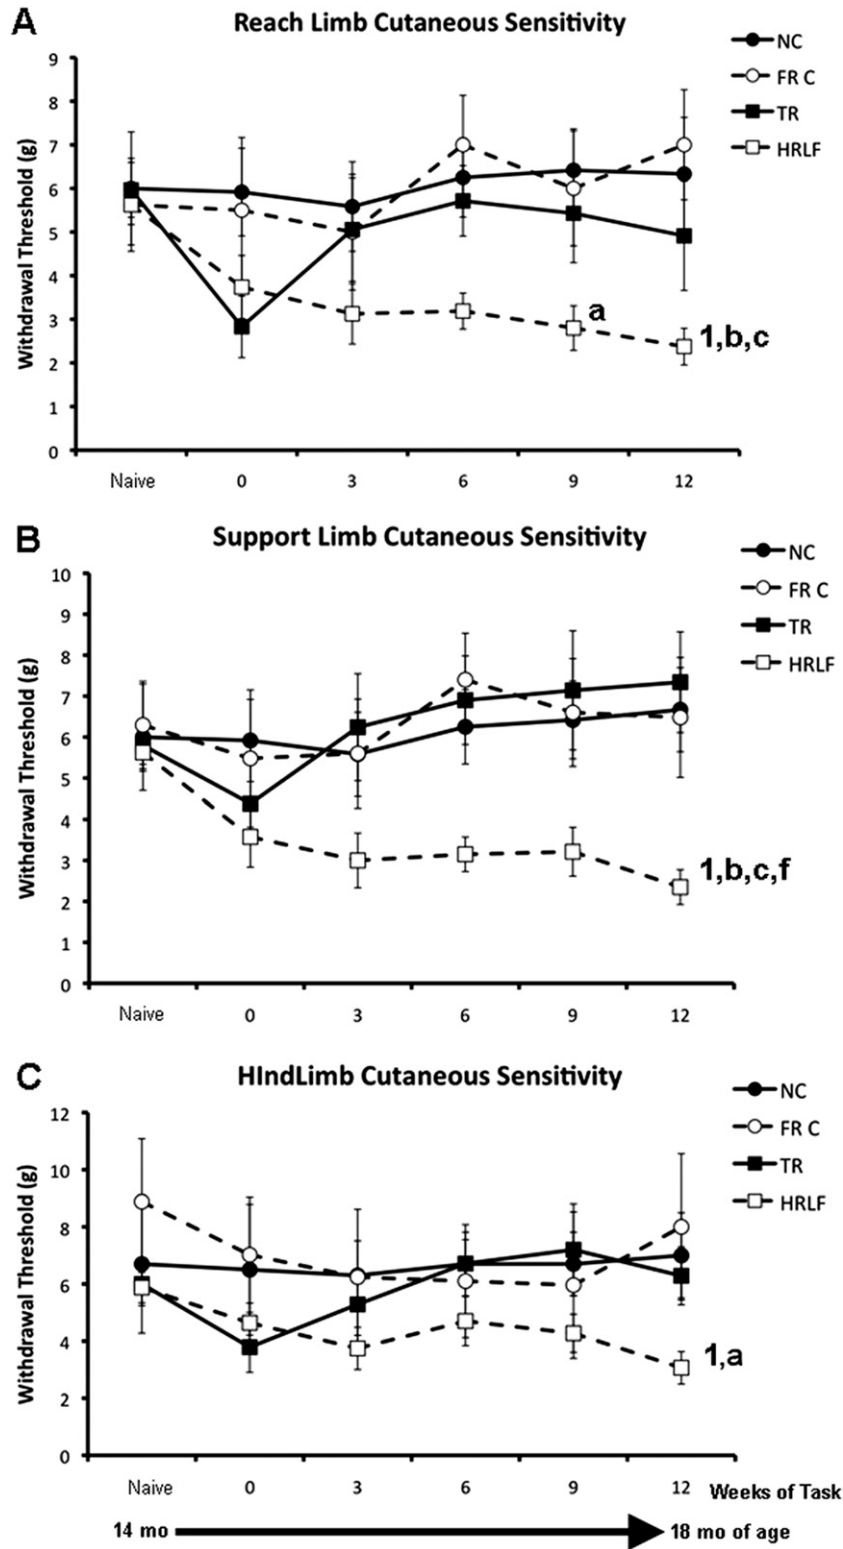 A
Reach Limb Cutaneous Sensitivity
NC
FR C
TR
HRLF
Withdrawal Threshold (g)
9
8
7
6
5
4
3
2
1
0
a
1,b,c
Naive 0 3 6 9 12
B
Support Limb Cutaneous Sensitivity
NC
FR C
TR
HRLF
Withdrawal Threshold (g)
10
9
8
7
6
5
4
3
2
1
0
1,b,c,f
Naive 0 3 6 9 12
C
HIndLimb Cutaneous Sensitivity
NC
FR C
TR
HRLF
Withdrawal Threshold (g)
12
10
8
6
4
2
0
1,a
Naive 0 3 6 9 12 Weeks of Task
14 mo 18 mo of age